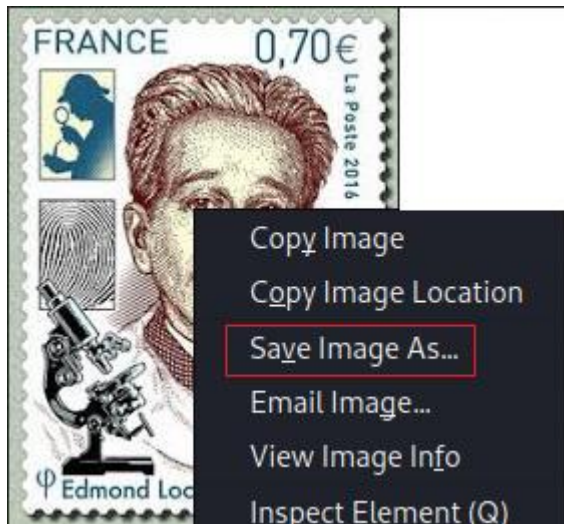 FRANCE 0,70€
La Poste 2016
Copy Image
Copy Image Location
Save Image As...
Email Image...
View Image Info
φ Edmond Loc
Inspect Element (Q)